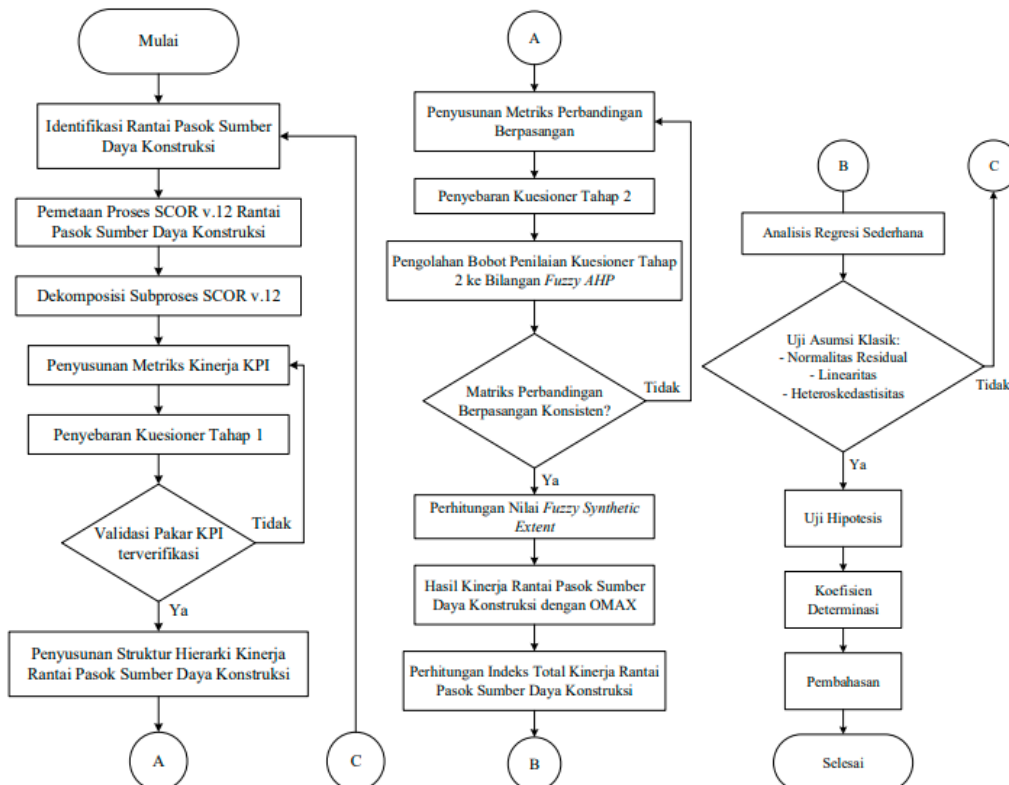 Mulai
Identifikasi Rantai Pasok Sumber
Daya Konstruksi
Pemetaan Proses SCOR v.12 Rantai
Pasok Sumber Daya Konstruksi
Dekomposisi Subproses SCOR v.12
Penyusunan Metriks Kinerja KPI
Penyebaran Kuesioner Tahap 1
Validasi Pakar KPI
terverifikasi
Tidak
Ya
Penyusunan Struktur Hierarki Kinerja
Rantai Pasok Sumber Daya Konstruksi
A
C
A
Penyusunan Metriks Perbandingan
Berpasangan
Penyebaran Kuesioner Tahap 2
Pengolahan Bobot Penilaian Kuesioner Tahap
2 ke Bilangan Fuzzy AHP
Matriks Perbandingan
Berpasangan Konsisten?
Tidak
Ya
Perhitungan Nilai Fuzzy Synthetic
Extent
Hasil Kinerja Rantai Pasok Sumber
Daya Konstruksi dengan OMAX
Perhitungan Indeks Total Kinerja Rantai
Pasok Sumber Daya Konstruksi
B
B
C
Analisis Regresi Sederhana
Uji Asumsi Klasik:
- Normalitas Residual
- Linearitas
- Heteroskedastisitas
Tidak
Ya
Uji Hipotesis
Koefisien
Determinasi
Pembahasan
Selesai